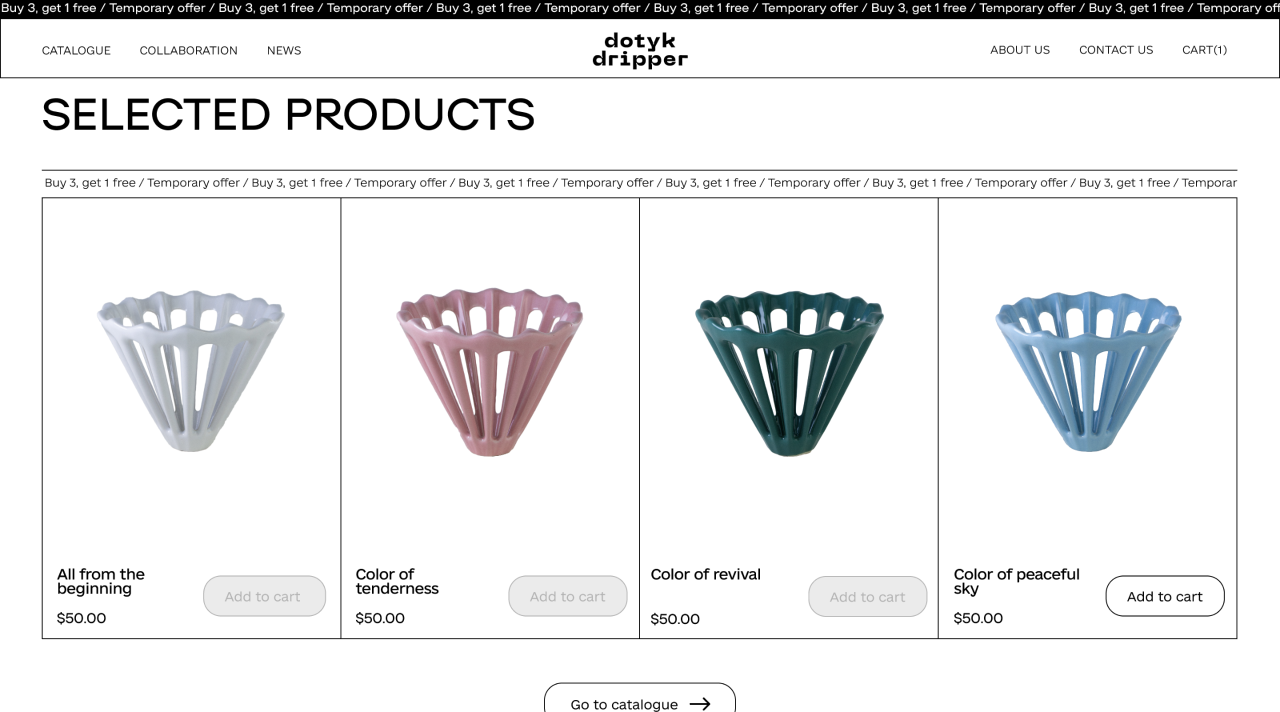 Buy 3, get 1 free / Temporary offer / Buy 3, get 1 free / Temporary offer / Buy 3, get 1 free / Temporary offer / Buy 3, get 1 free / Temporary offer / Buy 3, get 1 free / Temporary offer / Buy 3, get 1 free / Temporary of
CATALOGUE COLLABORATION NEWS
dotyk
dripper
ABOUT US CONTACT US CART(1)
SELECTED PRODUCTS
Buy 3, get 1 free / Temporary offer / Buy 3, get 1 free / Temporary offer / Buy 3, get 1 free / Temporary offer / Buy 3, get 1 free / Temporary offer / Buy 3, get 1 free / Temporary offer / Buy 3, get 1 free / Temporar
All from the
beginning
$50.00
Add to cart
Color of
tenderness
$50.00
Add to cart
Color of revival
$50.00
Add to cart
Color of peaceful
sky
$50.00
Add to cart
Go to catalogue